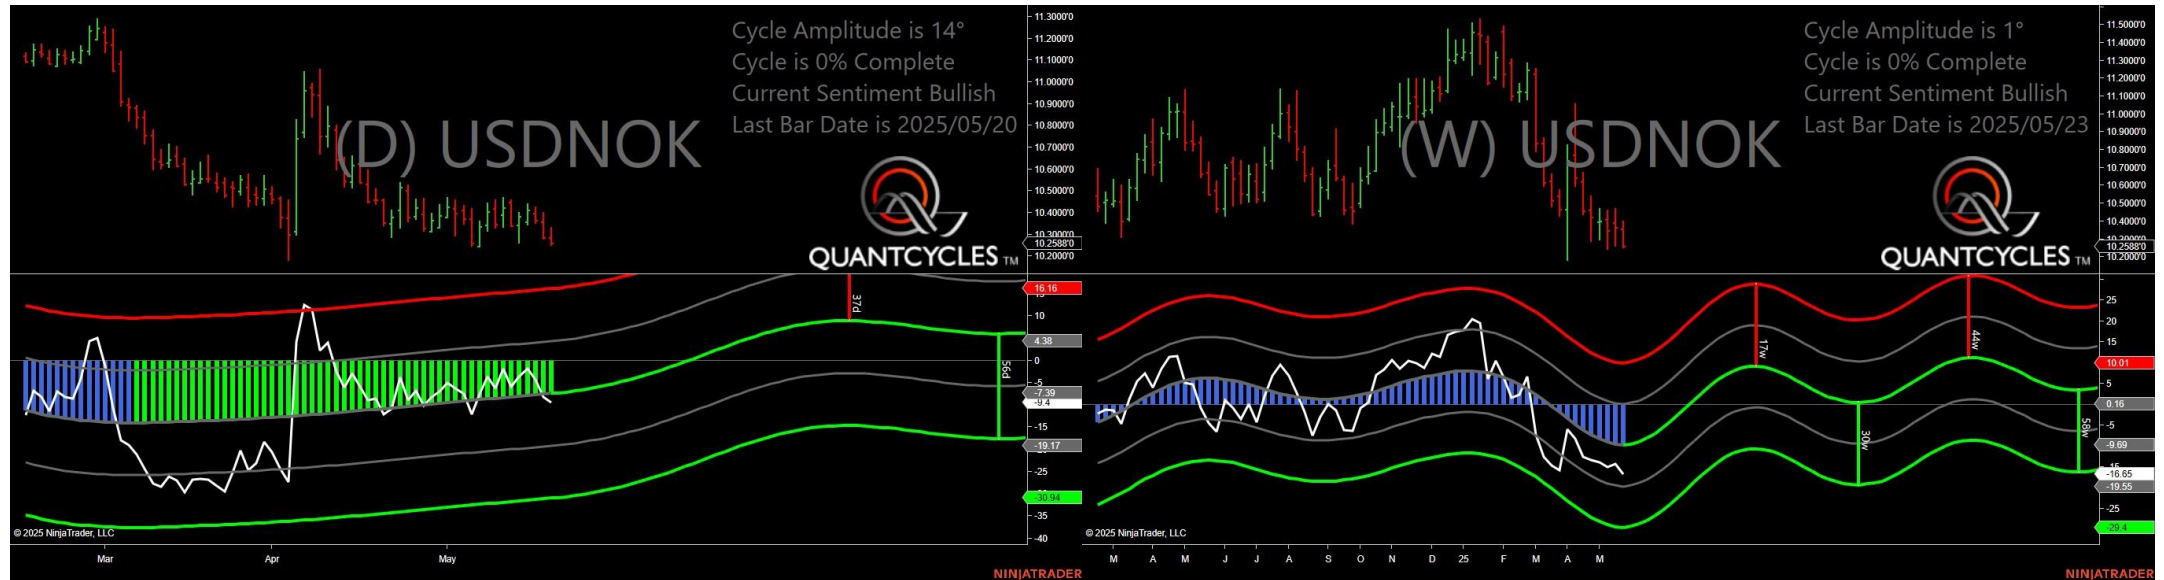 Cycle Amplitude is 14°
Cycle is 0% Complete
Current Sentiment Bullish
Last Bar Date is 2025/05/20
(D) USDNOK
QUANTCYCLES TM
11.3000'0
11.2000'0
11.1000'0
11.0000'0
10.9000'0
10.8000'0
10.7000'0
10.6000'0
10.5000'0
10.4000'0
10.3000'0
10.2588'0
10.2000'0
37d
56d
16.16
10
4.38
0
-5
-7.39
-9.4
-15
-19.17
-25
-30.94
-35
-40
© 2025 NinjaTrader, LLC
Mar Apr May
NINJATRADER
Cycle Amplitude is 1°
Cycle is 0% Complete
Current Sentiment Bullish
Last Bar Date is 2025/05/23
(W) USDNOK
QUANTCYCLES TM
11.5000'0
11.4000'0
11.3000'0
11.2000'0
11.1000'0
11.0000'0
10.9000'0
10.8000'0
10.7000'0
10.6000'0
10.5000'0
10.4000'0
10.2588'0
10.2000'0
17w
44w
30w
58w
25
20
15
10.01
5
0.16
-5
-9.69
-16.65
-19.55
-25
-29.4
© 2025 NinjaTrader, LLC
M A M J J A S O N D 25 F M A M
NINJATRADER